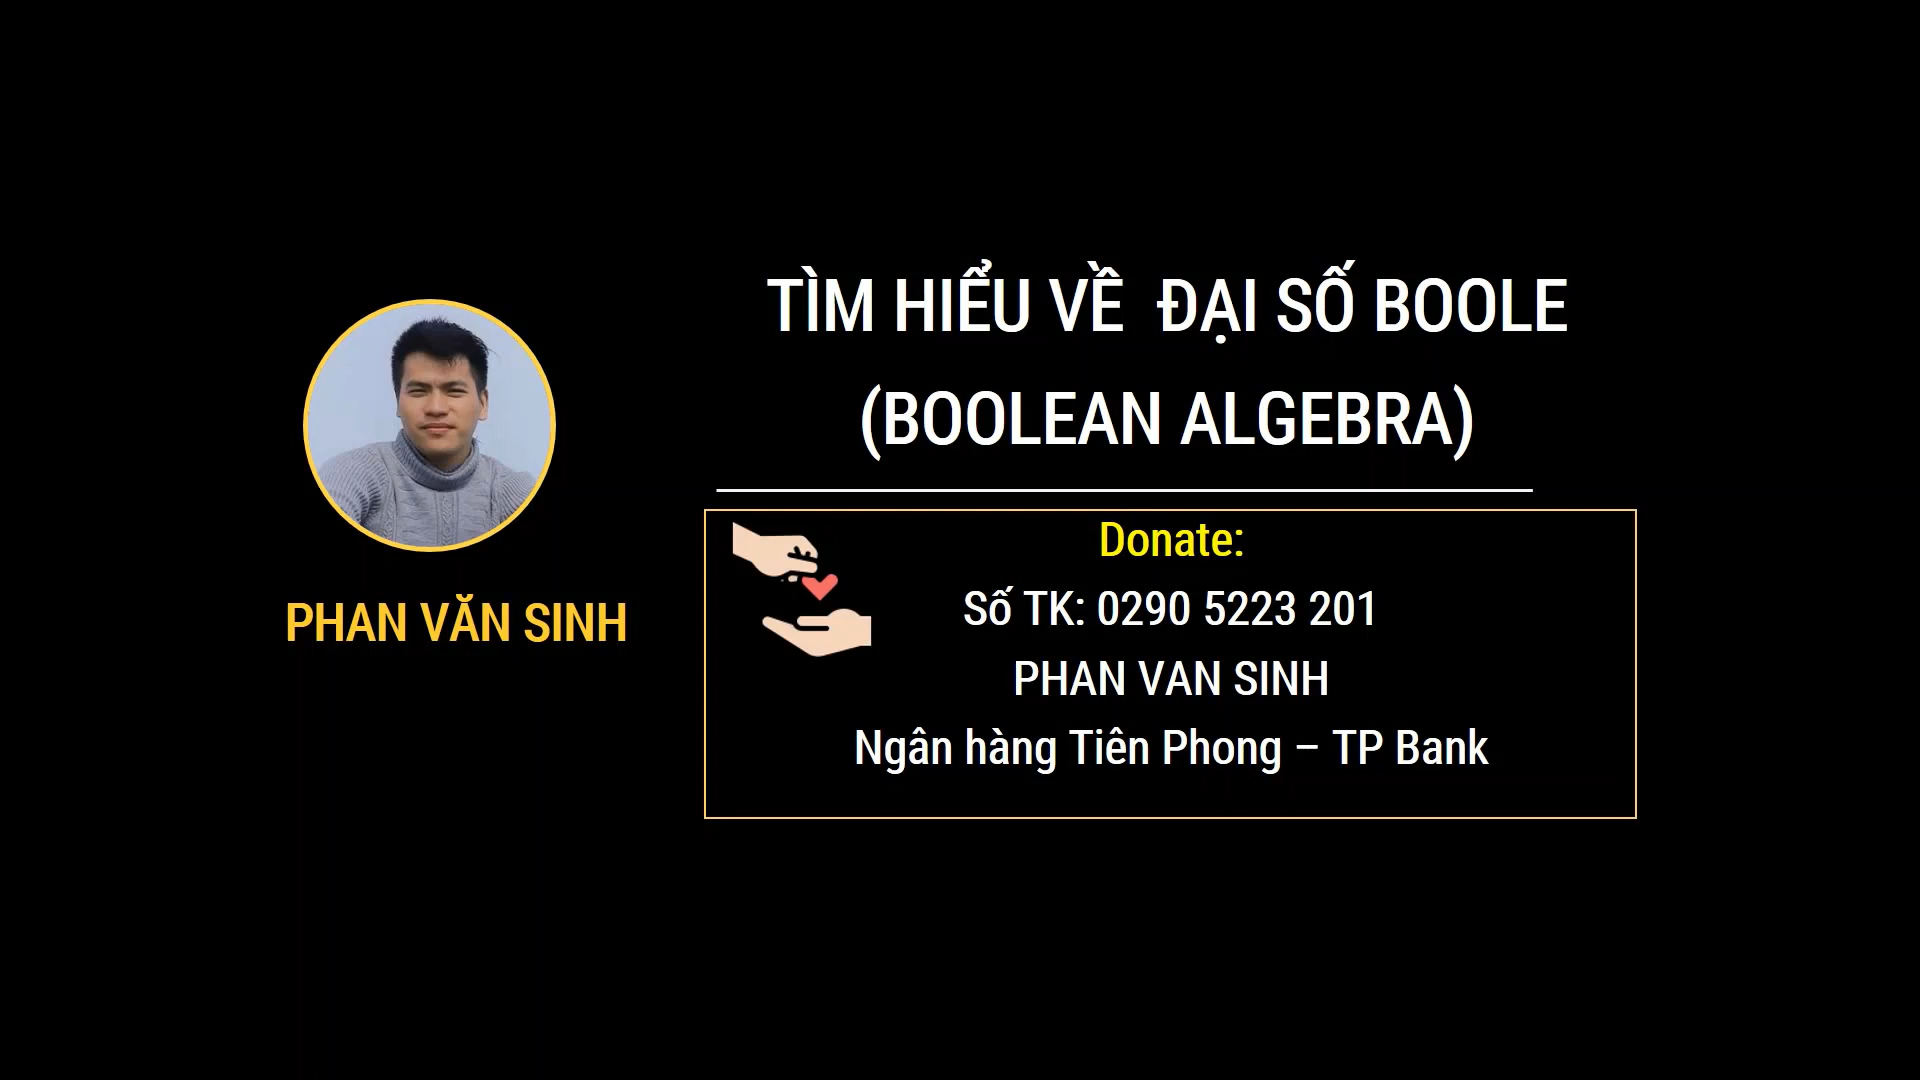 TÌM HIỂU VỀ ĐẠI SỐ BOOLE
(BOOLEAN ALGEBRA)
PHAN VĂN SINH
Donate:
Số TK: 0290 5223 201
PHAN VAN SINH
Ngân hàng Tiên Phong – TP Bank